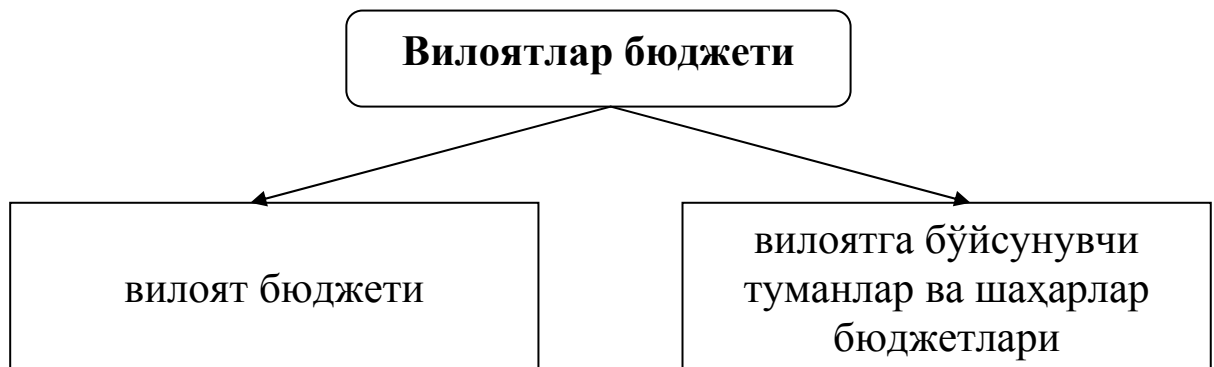 Вилоятлар бюджети
вилоят бюджети
вилоятга бўйсунувчи
туманлар ва шаҳарлар
бюджетлари